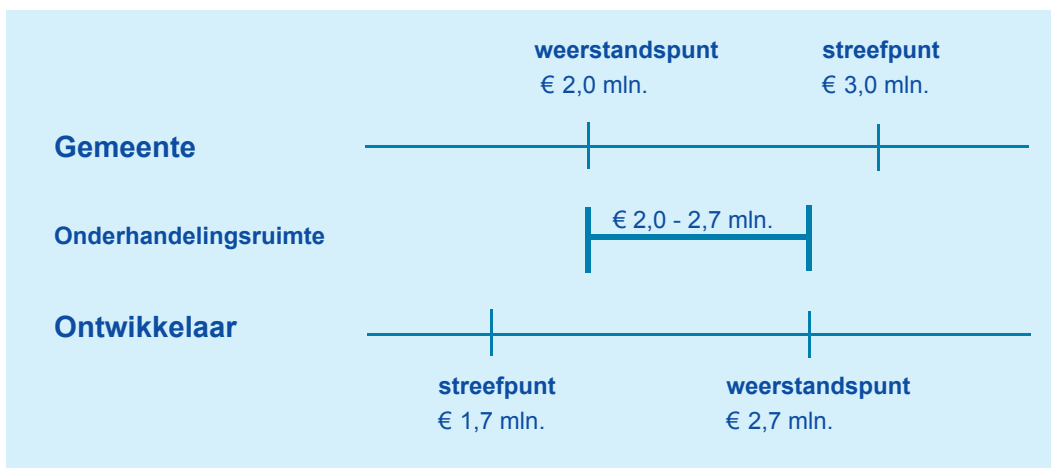 weerstandspunt
€ 2,0 mln.
streefpunt
€ 3,0 mln.
Gemeente
Onderhandelingsruimte
€ 2,0 - 2,7 mln.
Ontwikkelaar
streefpunt
€ 1,7 mln.
weerstandspunt
€ 2,7 mln.